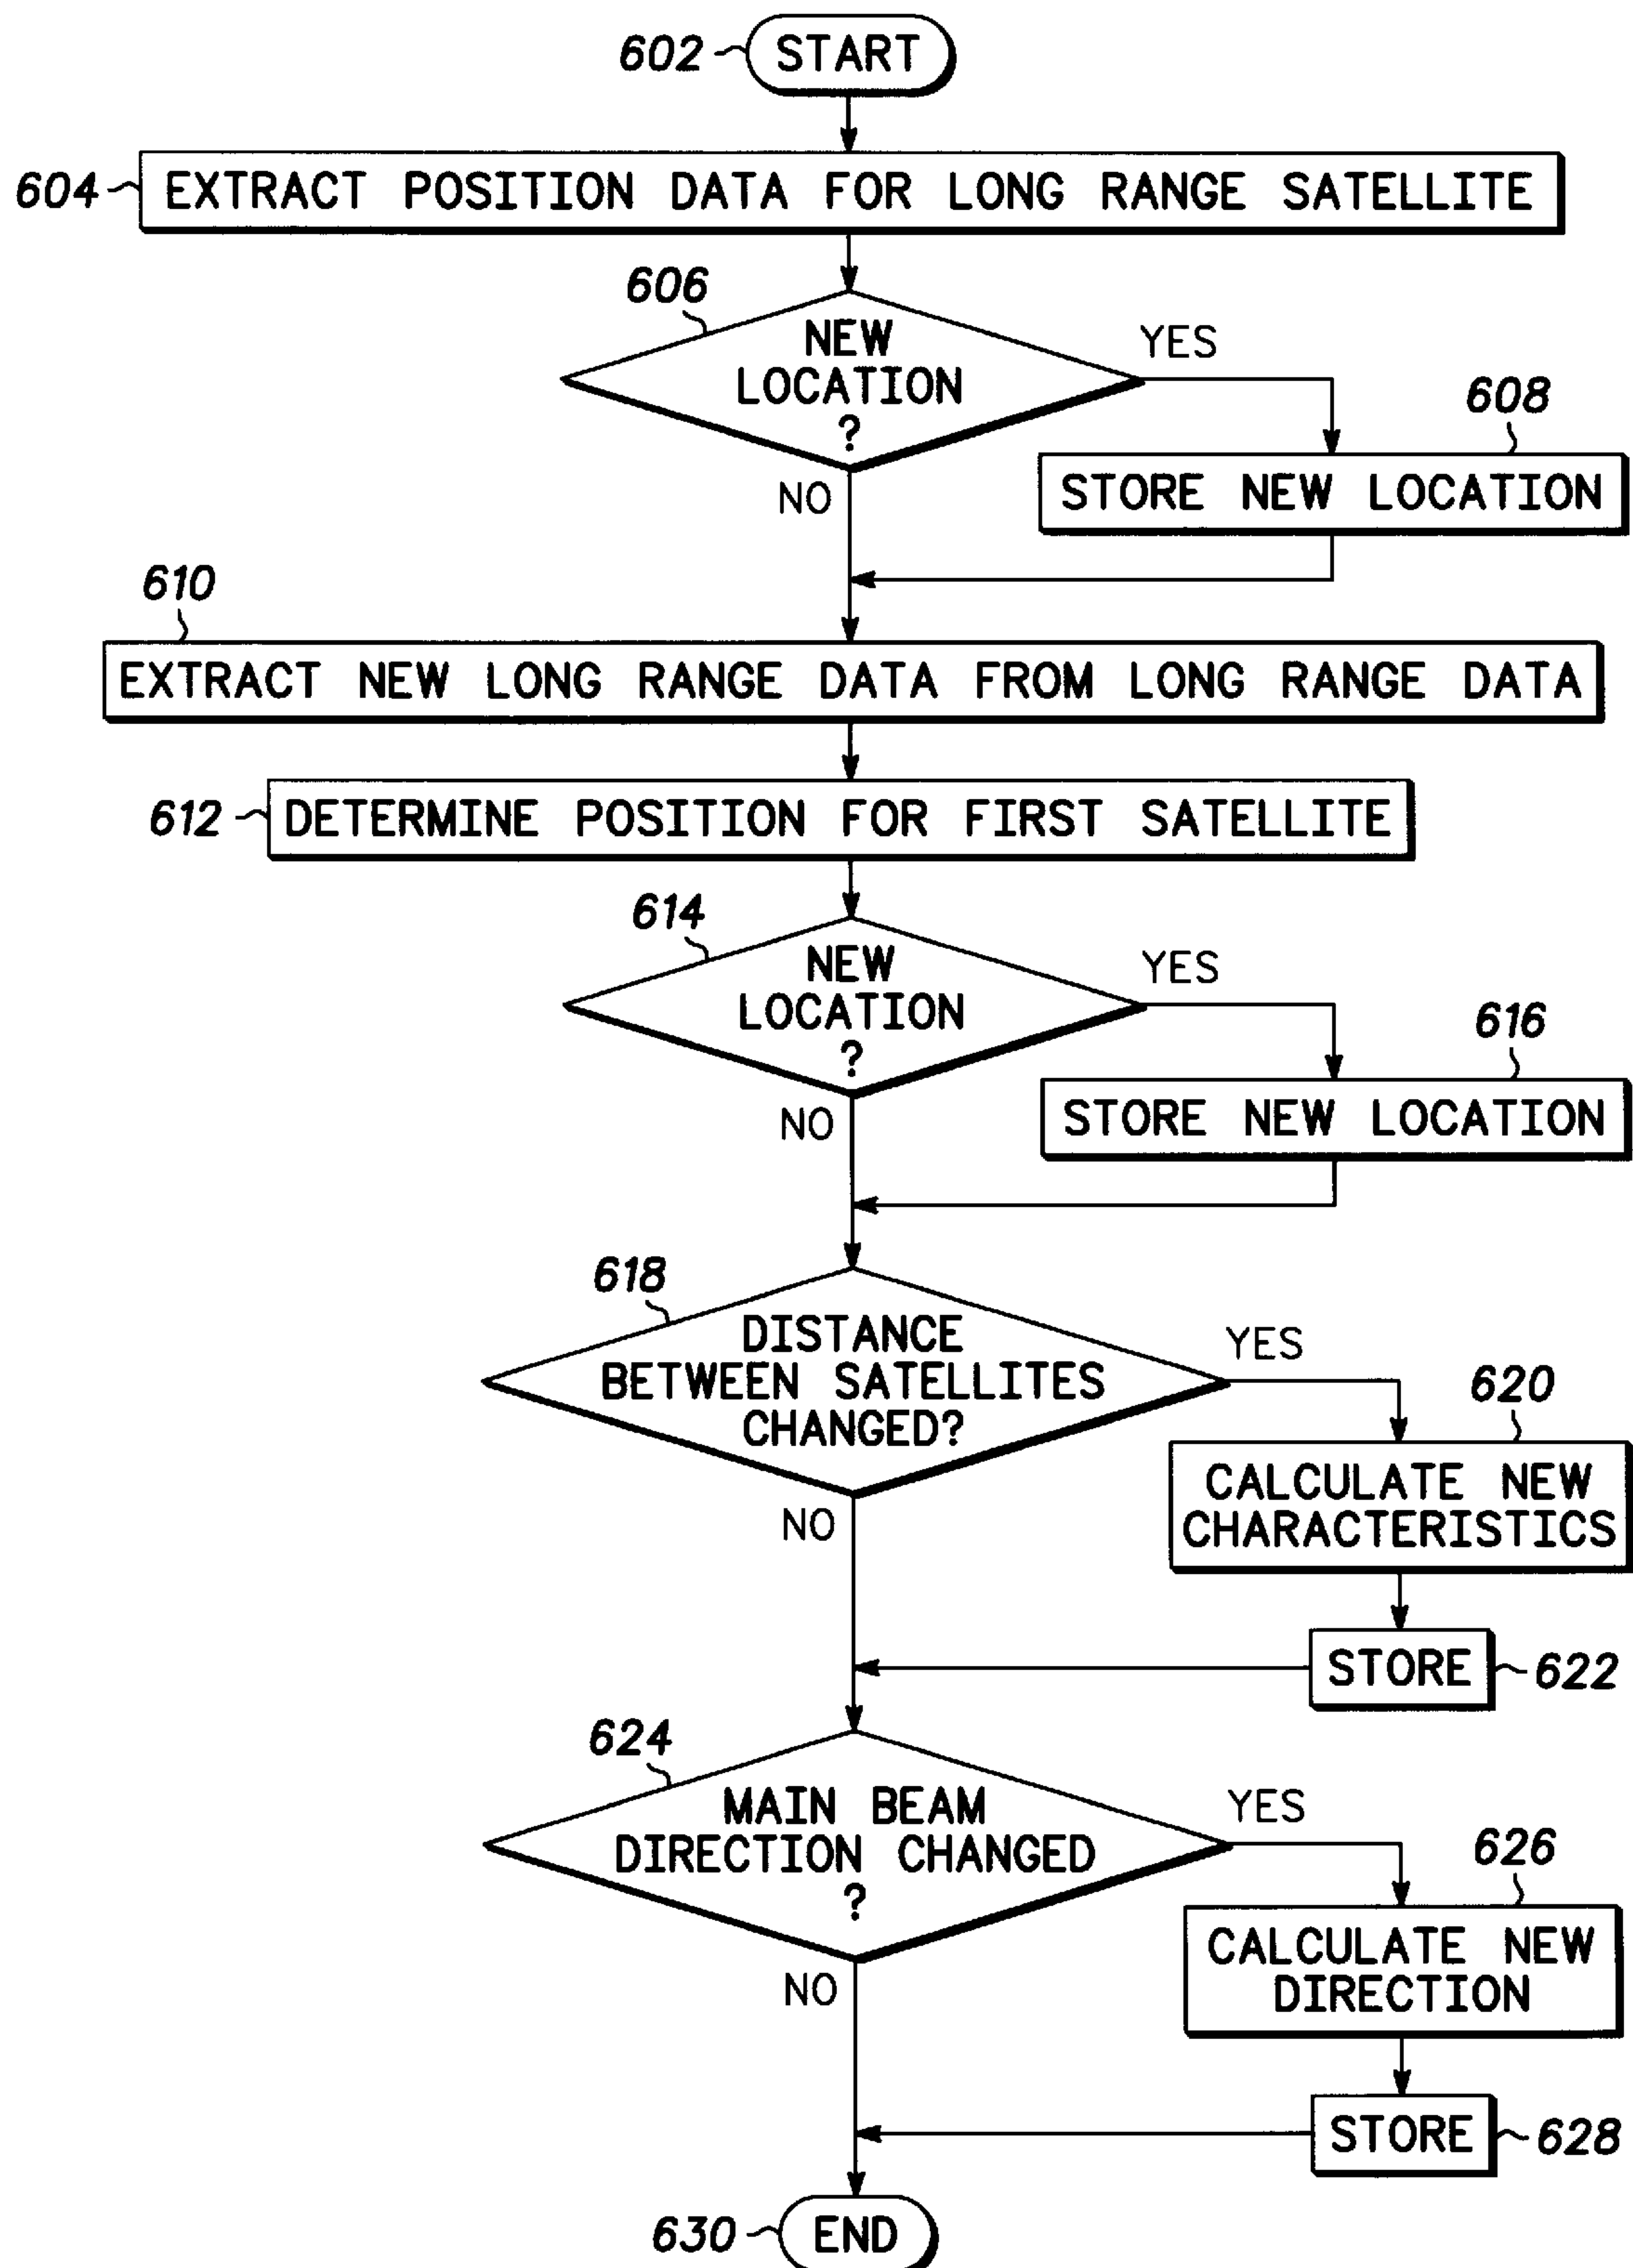 602 START
604 EXTRACT POSITION DATA FOR LONG RANGE SATELLITE
606
NEW
LOCATION
?
YES
608
STORE NEW LOCATION
NO
610
EXTRACT NEW LONG RANGE DATA FROM LONG RANGE DATA
612 DETERMINE POSITION FOR FIRST SATELLITE
614
NEW
LOCATION
?
YES
616
STORE NEW LOCATION
NO
618
DISTANCE
BETWEEN SATELLITES
CHANGED?
YES
620
CALCULATE NEW
CHARACTERISTICS
NO
STORE 622
624
MAIN BEAM
DIRECTION CHANGED
?
YES
626
CALCULATE NEW
DIRECTION
NO
STORE 628
630 END